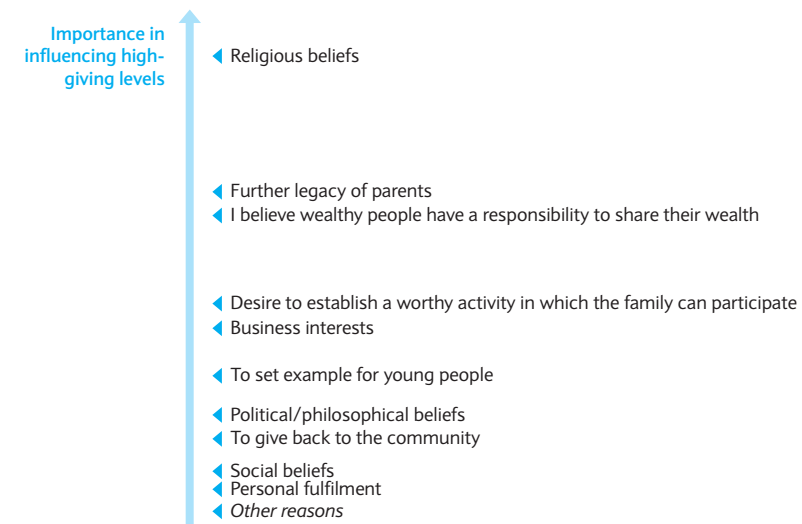 Importance in
influencing high-
giving levels
Religious beliefs
Further legacy of parents
I believe wealthy people have a responsibility to share their wealth
Desire to establish a worthy activity in which the family can participate
Business interests
To set example for young people
Political/philosophical beliefs
To give back to the community
Social beliefs
Personal fulfilment
Other reasons